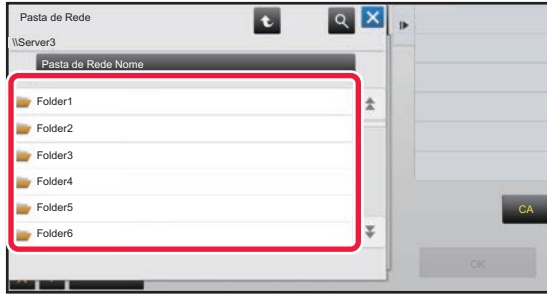 Pasta de Rede
\\Server3
Pasta de Rede Nome
Folder1
Folder2
Folder3
Folder4
Folder5
Folder6
CA
OK